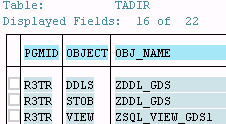 Table: TADIR
Displayed Fields: 16 of 22
PGMID OBJECT OBJ_NAME
R3TR DDLS ZDDL_GDS
R3TR STOB ZDDL_GDS
R3TR VIEW ZSQL_VIEW_GDS1